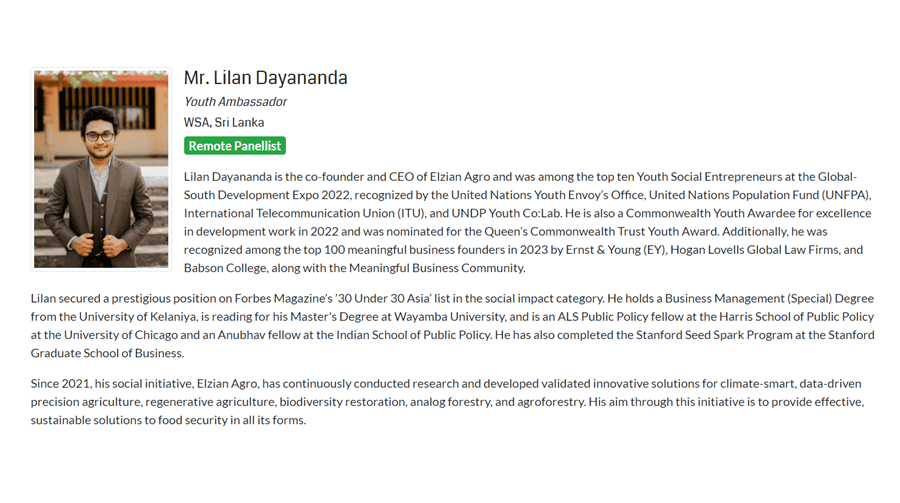 Mr. Lilan Dayananda
Youth Ambassador
WSA, Sri Lanka
Remote Panellist
Lilan Dayananda is the co-founder and CEO of Elzian Agro and was among the top ten Youth Social Entrepreneurs at the Global-
South Development Expo 2022, recognized by the United Nations Youth Envoy’s Office, United Nations Population Fund (UNFPA),
International Telecommunication Union (ITU), and UNDP Youth Co:Lab. He is also a Commonwealth Youth Awardee for excellence
in development work in 2022 and was nominated for the Queen’s Commonwealth Trust Youth Award. Additionally, he was
recognized among the top 100 meaningful business founders in 2023 by Ernst & Young (EY), Hogan Lovells Global Law Firms, and
Babson College, along with the Meaningful Business Community.
Lilan secured a prestigious position on Forbes Magazine’s ’30 Under 30 Asia’ list in the social impact category. He holds a Business Management (Special) Degree
from the University of Kelaniya, is reading for his Master's Degree at Wayamba University, and is an ALS Public Policy fellow at the Harris School of Public Policy
at the University of Chicago and an Anubhav fellow at the Indian School of Public Policy. He has also completed the Stanford Seed Spark Program at the Stanford
Graduate School of Business.
Since 2021, his social initiative, Elzian Agro, has continuously conducted research and developed validated innovative solutions for climate-smart, data-driven
precision agriculture, regenerative agriculture, biodiversity restoration, analog forestry, and agroforestry. His aim through this initiative is to provide effective,
sustainable solutions to food security in all its forms.